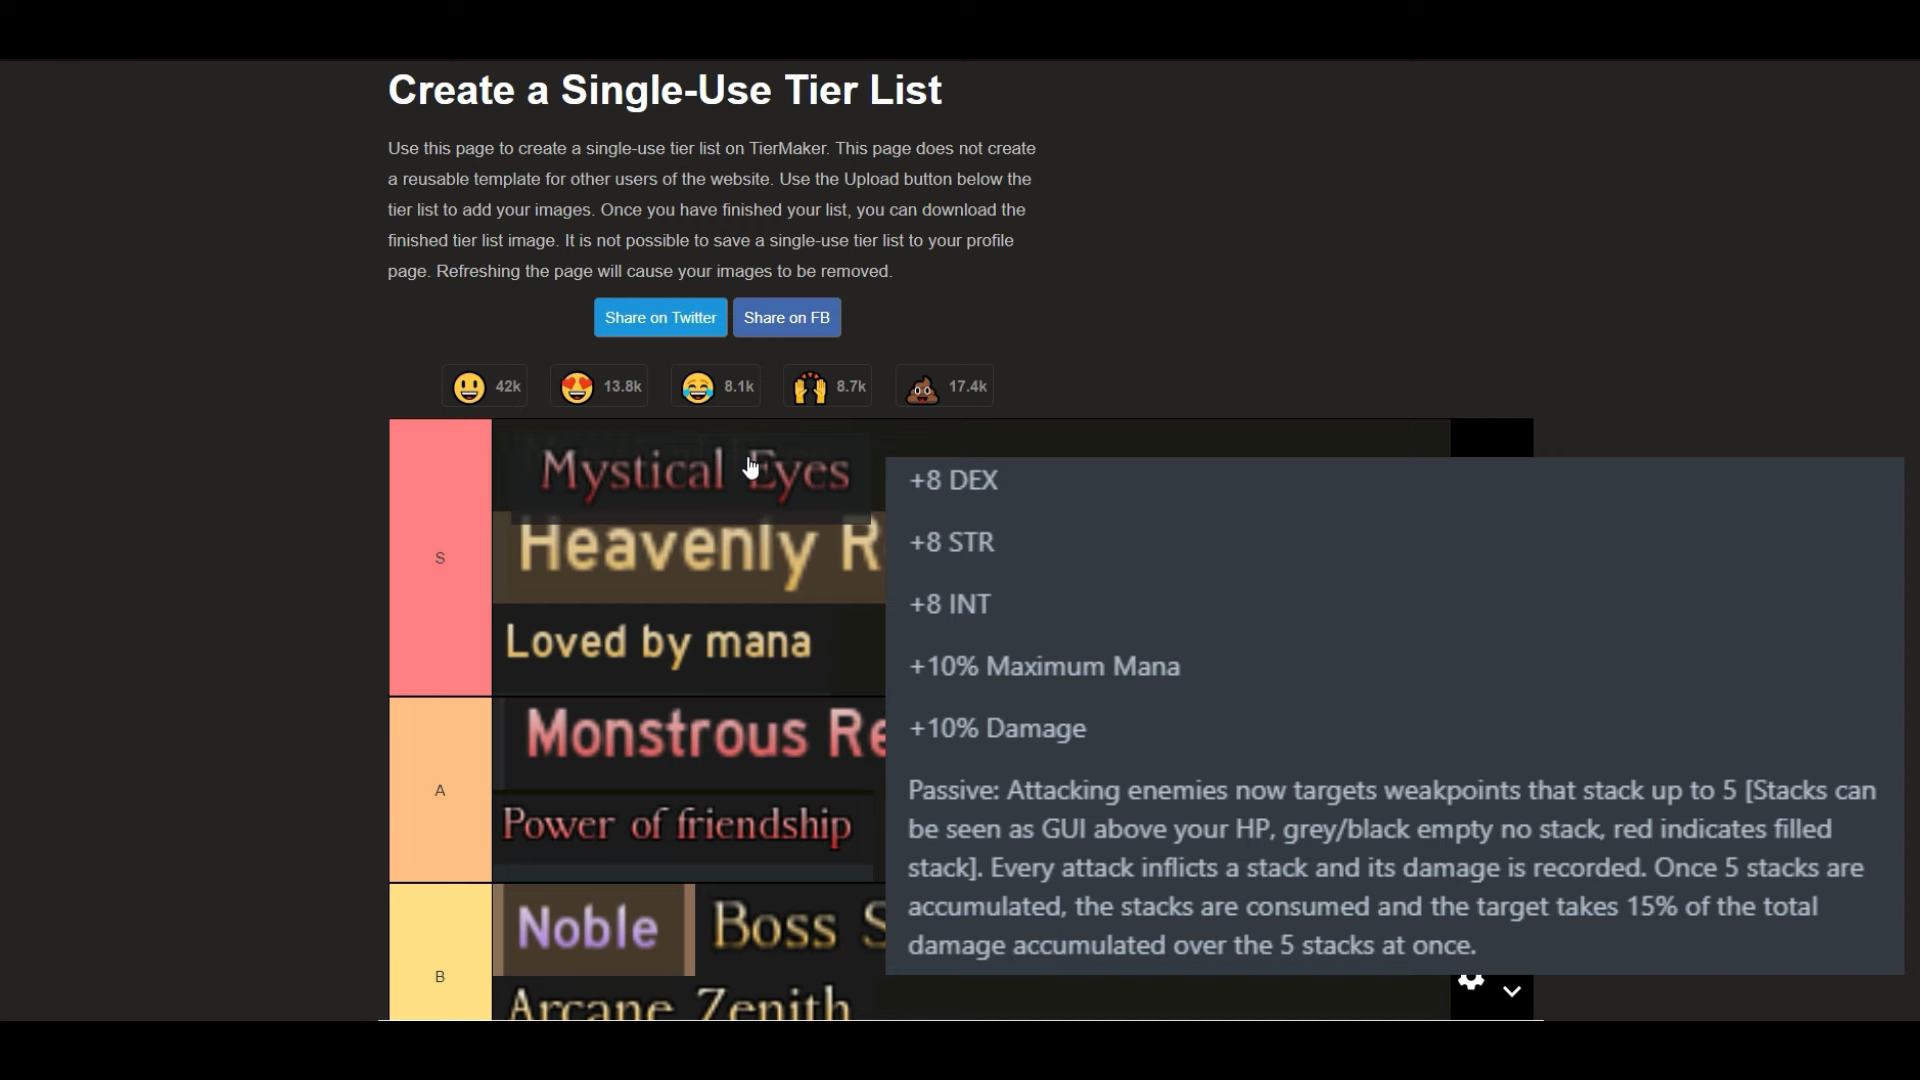 Create a Single-Use Tier List
Use this page to create a single-use tier list on TierMaker. This page does not create
a reusable template for other users of the website. Use the Upload button below the
tier list to add your images. Once you have finished your list, you can download the
finished tier list image. It is not possible to save a single-use tier list to your profile
page. Refreshing the page will cause your images to be removed.
Share on Twitter Share on FB
42k 13.8k 8.1k 8.7k 17.4k
S
Mystical Eyes
Heavenly R
Loved by mana
A
Monstrous Re
Power of friendship
B
Noble Boss S
Arcane Zenith
+8 DEX
+8 STR
+8 INT
+10% Maximum Mana
+10% Damage
Passive: Attacking enemies now targets weakpoints that stack up to 5 [Stacks can
be seen as GUI above your HP, grey/black empty no stack, red indicates filled
stack]. Every attack inflicts a stack and its damage is recorded. Once 5 stacks are
accumulated, the stacks are consumed and the target takes 15% of the total
damage accumulated over the 5 stacks at once.